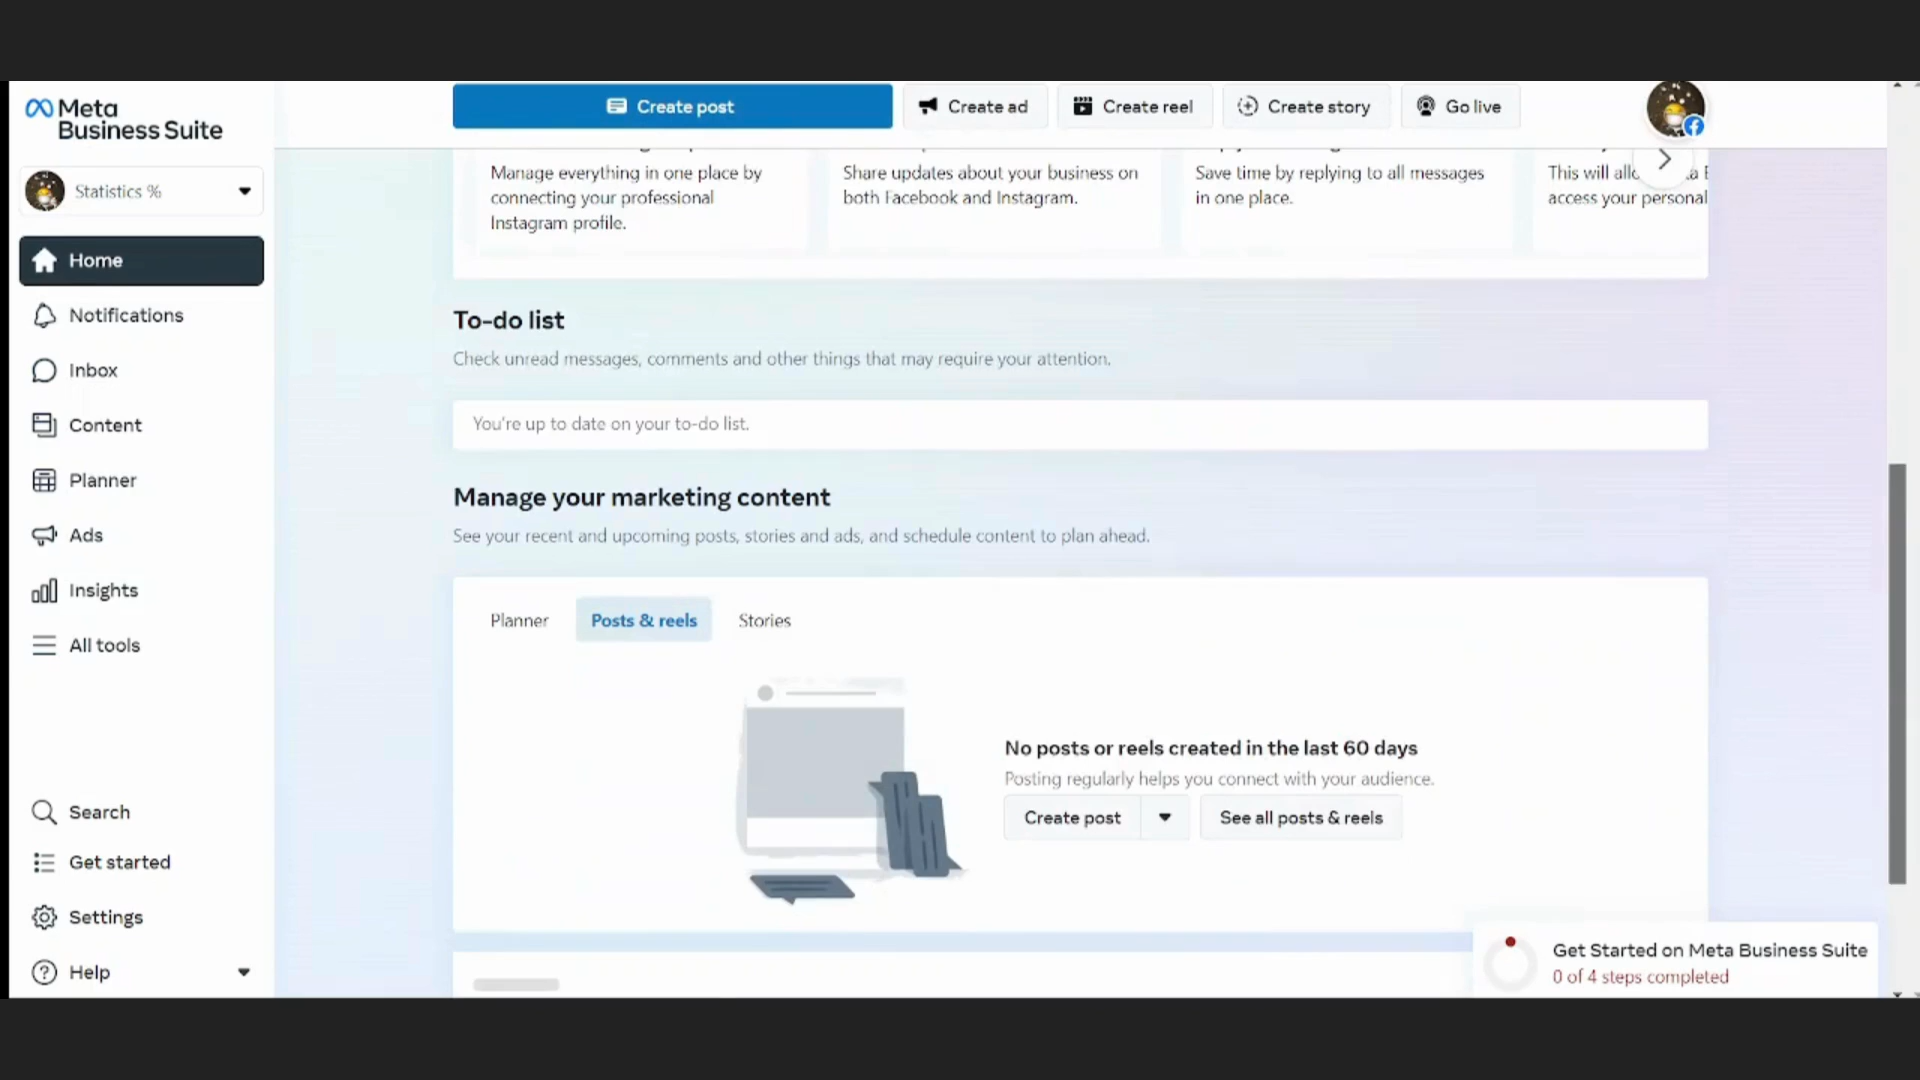 Meta
Business Suite
Statistics %
Home
Notifications
Inbox
Content
Planner
Ads
Insights
All tools
Search
Get started
Settings
Help
Create post
Create ad
Create reel
Create story
Go live
Manage everything in one place by
connecting your professional
Instagram profile.
Share updates about your business on
both Facebook and Instagram.
Save time by replying to all messages
in one place.
This will
access your personal
To-do list
Check unread messages, comments and other things that may require your attention.
You're up to date on your to-do list.
Manage your marketing content
See your recent and upcoming posts, stories and ads, and schedule content to plan ahead.
Planner
Posts & reels
Stories
No posts or reels created in the last 60 days
Posting regularly helps you connect with your audience.
Create post
See all posts & reels
Get Started on Meta Business Suite
0 of 4 steps completed